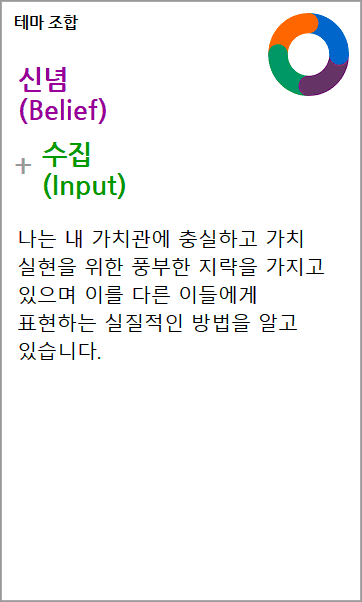 테마 조합
신념
(Belief)
+ 수집
(Input)
나는 내 가치관에 충실하고 가치
실현을 위한 풍부한 지략을 가지고
있으며 이를 다른 이들에게
표현하는 실질적인 방법을 알고
있습니다.